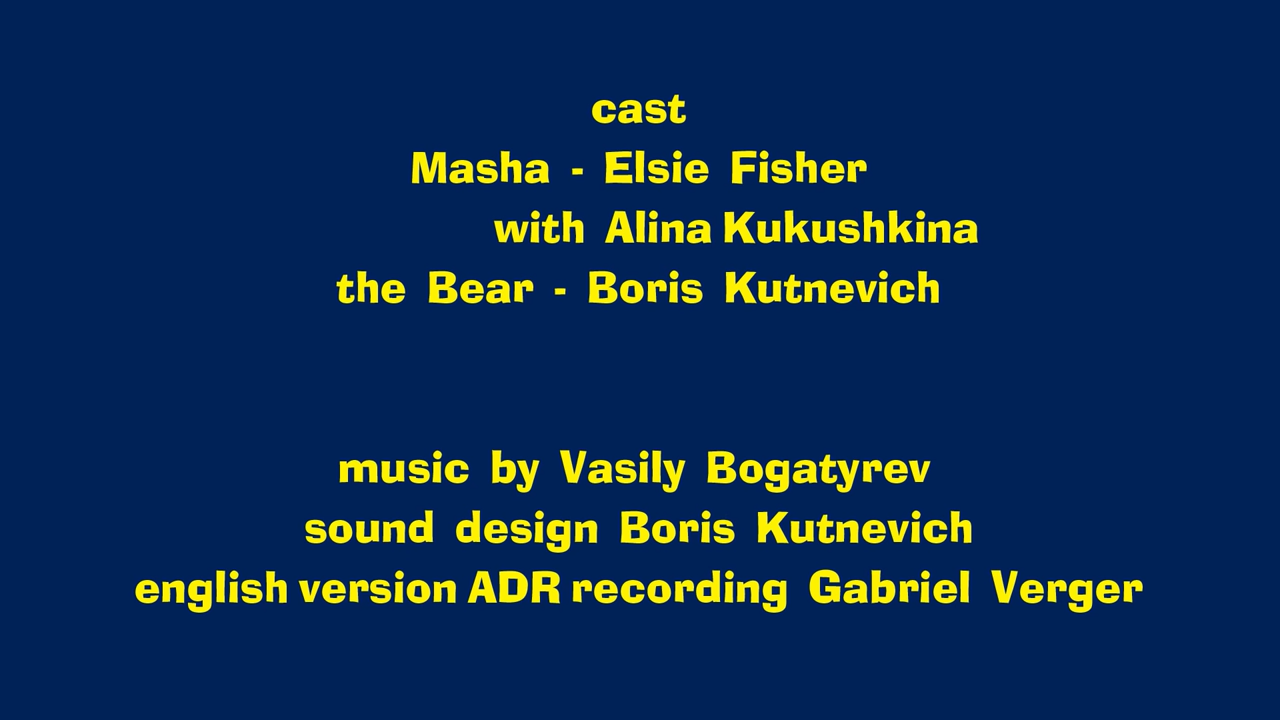 cast
Masha - Elsie Fisher
with Alina Kukushkina
the Bear - Boris Kutnevich
music by Vasily Bogatyrev
sound design Boris Kutnevich
english version ADR recording Gabriel Verger